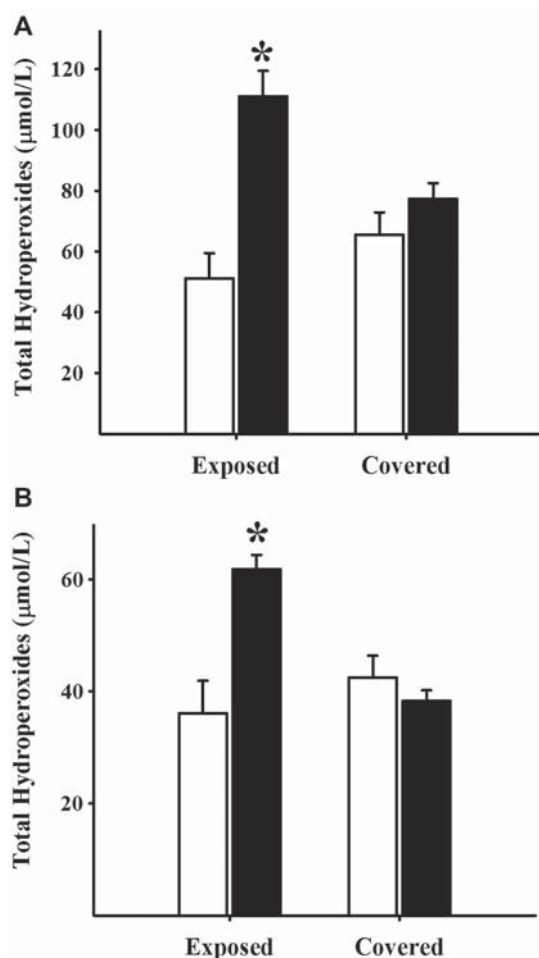 A
Total Hydroperoxides (μmol/L)
120
100
80
60
40
20
*
Exposed Covered
B
Total Hydroperoxides (μmol/L)
60
40
20
*
Exposed Covered